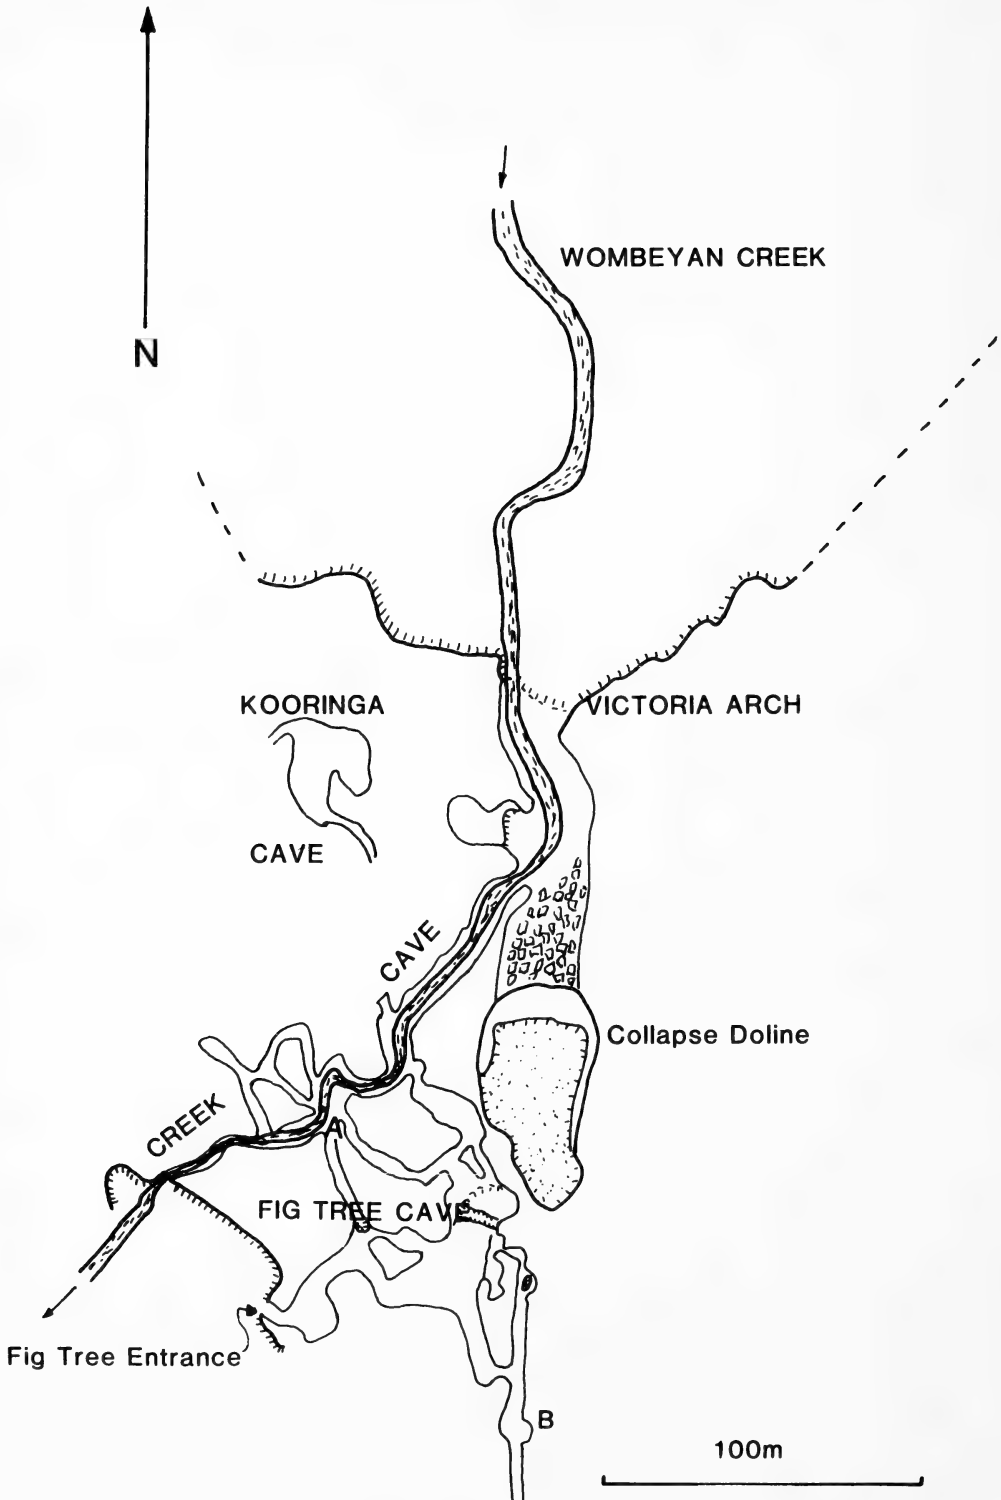 N
WOMBEYAN CREEK
KOORINGA
VICTORIA ARCH
CAVE
CAVE
Collapse Doline
CREEK
A
FIG TREE CAVE
Fig Tree Entrance
B
100m